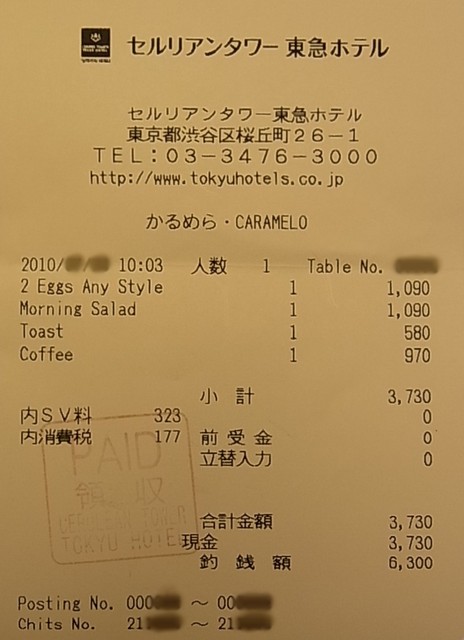 セルリアンタワー 東急ホテル
セルリアンタワー東急ホテル
東京都渋谷区桜丘町26-1
TEL:03-3476-3000
http://www.tokyuhotels.co.jp
かるめら・CARAMELO
2010/ / 10:03 人数 1 Table No.
2 Eggs Any Style 1 1,090
Morning Salad 1 1,090
Toast 1 580
Coffee 1 970
小計 3,730
内SV料 323 0
内消費税 177 前受金 0
立替入力 0
PAID
領収
CERULEAN TOWER
TOKYU HOTEL
合計金額 3,730
現金 3,730
釣銭額 6,300
Posting No. 000 ~ 00
Chits No. 21 ~ 21